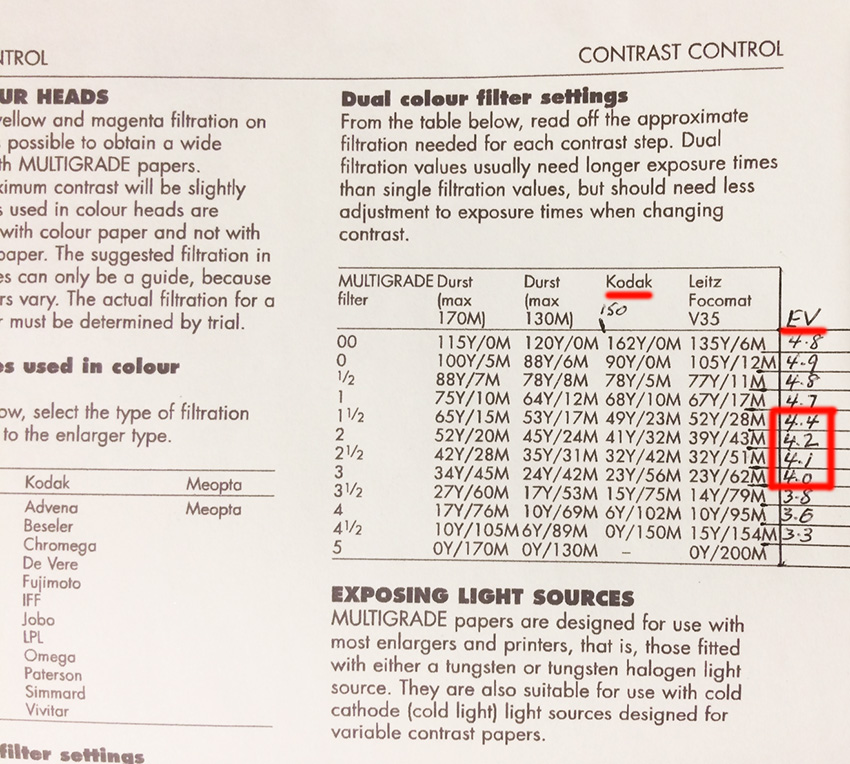 NTROL
CONTRAST CONTROL
UR HEADS
yellow and magenta filtration on
possible to obtain a wide
th MULTIGRADE papers.
ximum contrast will be slightly
s used in colour heads are
with colour paper and not with
paper. The suggested filtration in
es can only be a guide, because
rs vary. The actual filtration for a
r must be determined by trial.
es used in colour
ow, select the type of filtration
to the enlarger type.
Kodak Meopta
Advena Meopta
Beseler
Chromega
De Vere
Fujimoto
IFF
Jobo
LPL
Omega
Paterson
Simmard
Vivitar
filter settings
Dual colour filter settings
From the table below, read off the approximate
filtration needed for each contrast step. Dual
filtration values usually need longer exposure times
than single filtration values, but should need less
adjustment to exposure times when changing
contrast.
MULTIGRADE Durst Durst Kodak Leitz
filter (max (max 150 Focomat
170M) 130M) V35 EV
00 115Y/0M 120Y/0M 162Y/0M 135Y/6M 4.8
0 100Y/5M 88Y/6M 90Y/0M 105Y/12M 4.9
1/2 88Y/7M 78Y/8M 78Y/5M 77Y/11M 4.8
1 75Y/10M 64Y/12M 68Y/10M 67Y/17M 4.7
1 1/2 65Y/15M 53Y/17M 49Y/23M 52Y/28M 4.4
2 52Y/20M 45Y/24M 41Y/32M 39Y/43M 4.2
2 1/2 42Y/28M 35Y/31M 32Y/42M 32Y/51M 4.1
3 34Y/45M 24Y/42M 23Y/56M 23Y/62M 4.0
3 1/2 27Y/60M 17Y/53M 15Y/75M 14Y/79M 3.8
4 17Y/76M 10Y/69M 6Y/102M 10Y/95M 3.6
4 1/2 10Y/105M 6Y/89M 0Y/150M 15Y/154M 3.3
5 0Y/170M 0Y/130M – 0Y/200M
EXPOSING LIGHT SOURCES
MULTIGRADE papers are designed for use with
most enlargers and printers, that is, those fitted
with either a tungsten or tungsten halogen light
source. They are also suitable for use with cold
cathode (cold light) light sources designed for
variable contrast papers.